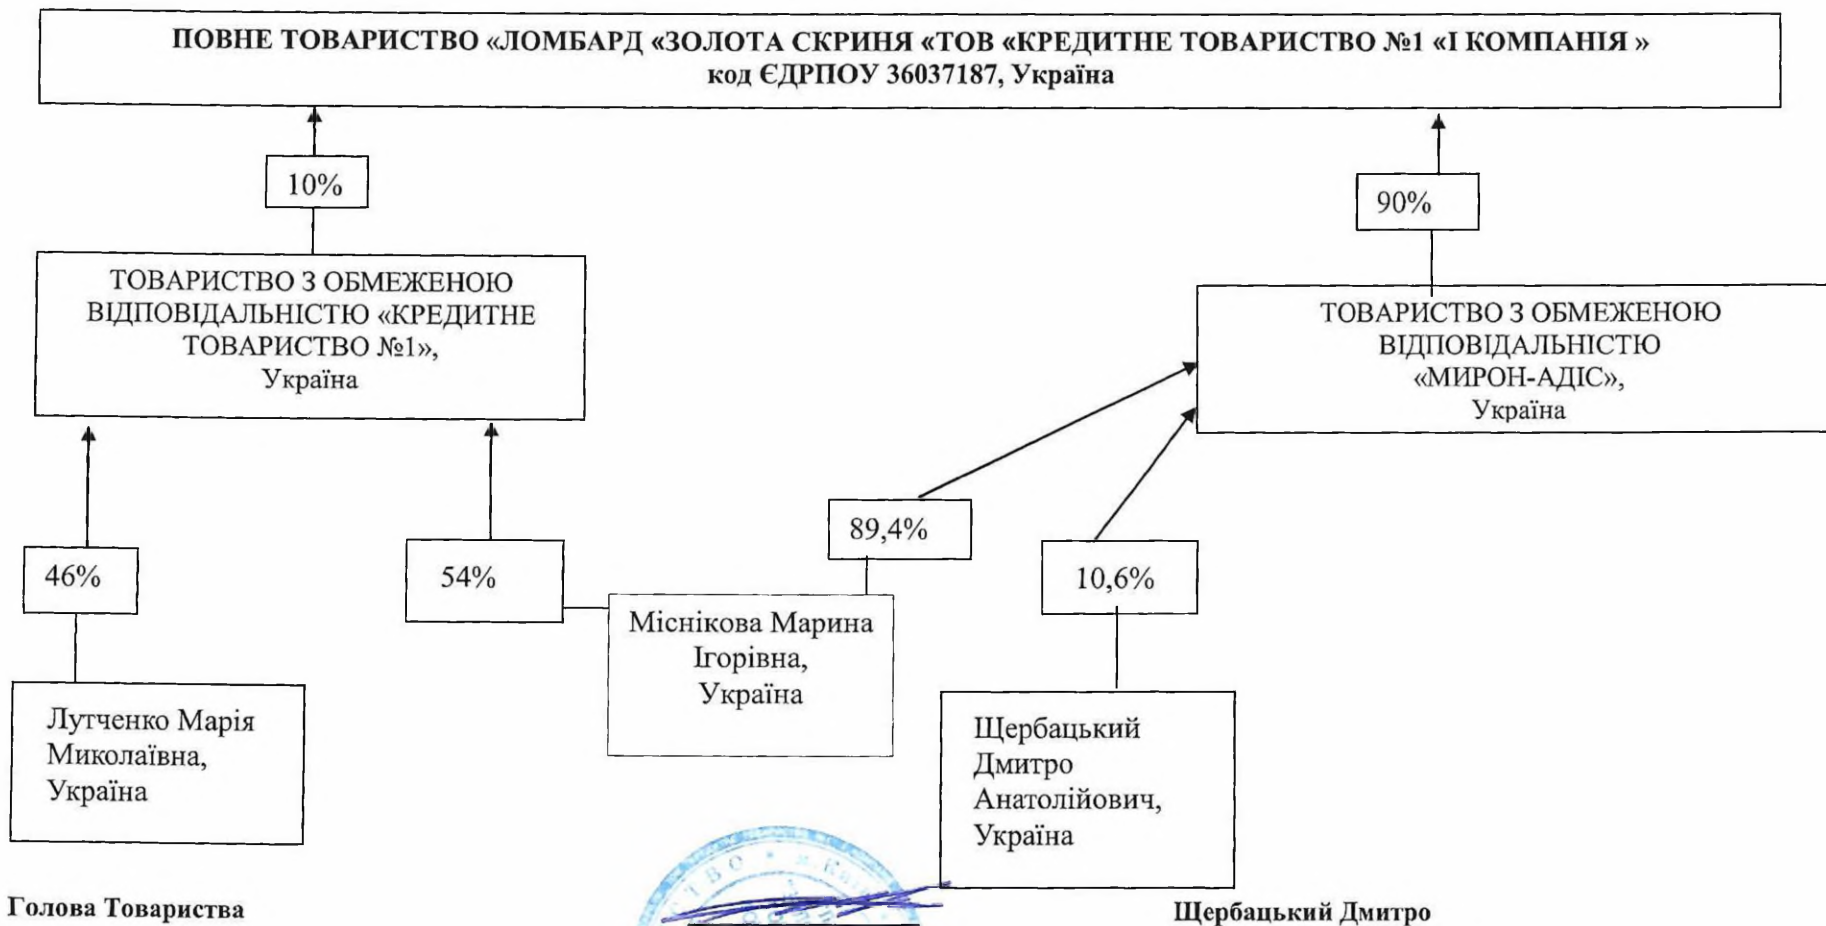 ПОВНЕ ТОВАРИСТВО «ЛОМБАРД «ЗОЛОТА СКРИНЯ «ТОВ «КРЕДИТНЕ ТОВАРИСТВО №1 «І КОМПАНІЯ »
код ЄДРПОУ 36037187, Україна
10%
90%
ТОВАРИСТВО З ОБМЕЖЕНОЮ
ВІДПОВІДАЛЬНІСТЮ «КРЕДИТНЕ
ТОВАРИСТВО №1»,
Україна
ТОВАРИСТВО З ОБМЕЖЕНОЮ
ВІДПОВІДАЛЬНІСТЮ
«МИРОН-АДІС»,
Україна
46%
54%
89,4%
10,6%
Лутченко Марія
Миколаївна,
Україна
Міснікова Марина
Ігорівна,
Україна
Щербацький
Дмитро
Анатолійович,
Україна
Голова Товариства
Щербацький Дмитро